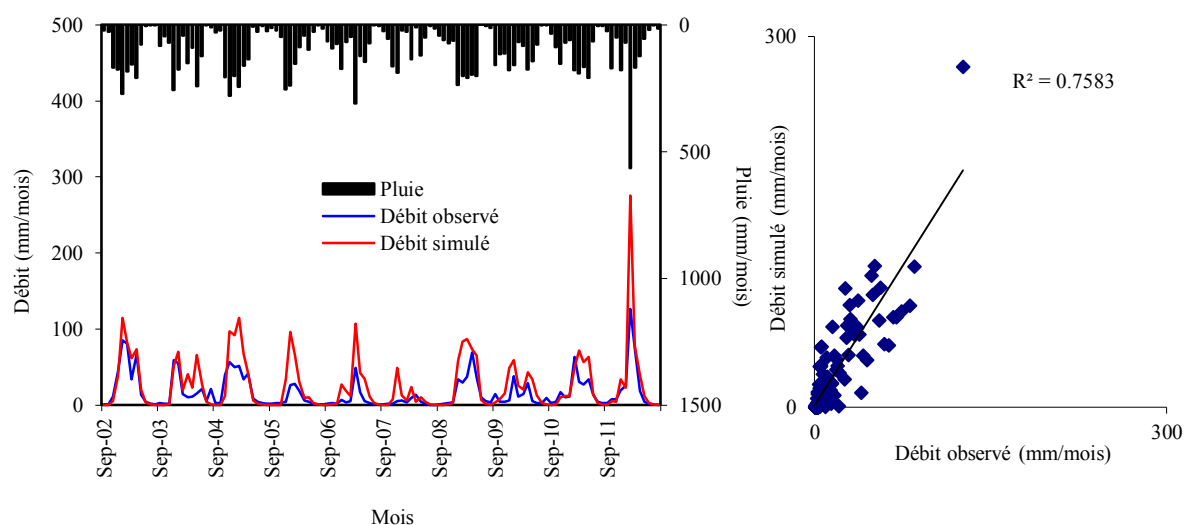 500
400
300
200
100
0
Débit (mm/mois)
0
500
1000
1500
Pluie
(mm/mois)
Pluie
Débit observé
Débit simulé
Sep-02
Sep-03
Sep-04
Sep-05
Sep-06
Sep-07
Sep-08
Sep-09
Sep-10
Sep-11
Mois
300
0
Débit simulé (mm/mois)
R² = 0.7583
0
300
Débit observé (mm/mois)